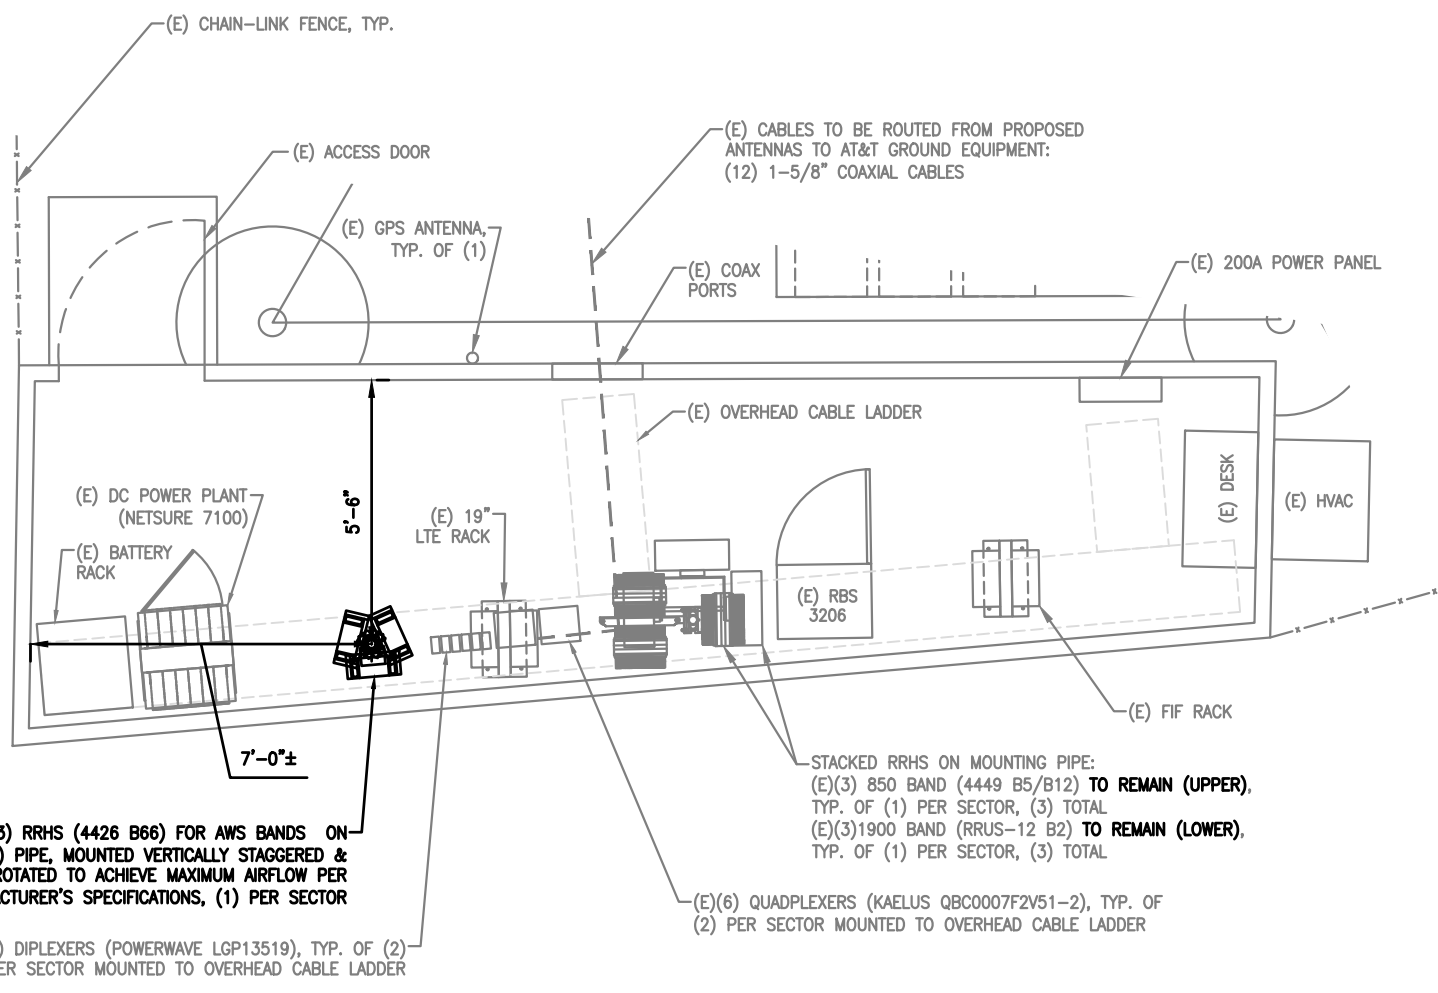 (E) CHAIN-LINK FENCE, TYP.
(E) CABLES TO BE ROUTED FROM PROPOSED
ANTENNAS TO AT&T GROUND EQUIPMENT:
(12) 1-5/8" COAXIAL CABLES
(E) ACCESS DOOR
(E) GPS ANTENNA,
TYP. OF (1)
(E) COAX
PORTS
(E) 200A POWER PANEL
(E) OVERHEAD CABLE LADDER
(E) DC POWER PLANT
(NETSURE 7100)
5'-6"
(E) 19"
LTE RACK
(E) DESK
(E) HVAC
(E) BATTERY
RACK
(E) RBS
3206
(E) FIF RACK
7'-0"±
STACKED RRHS ON MOUNTING PIPE:
(E)(3) 850 BAND (4449 B5/B12) TO REMAIN (UPPER),
TYP. OF (1) PER SECTOR, (3) TOTAL
(E)(3)1900 BAND (RRUS-12 B2) TO REMAIN (LOWER),
TYP. OF (1) PER SECTOR, (3) TOTAL
3) RRHS (4426 B66) FOR AWS BANDS ON
) PIPE, MOUNTED VERTICALLY STAGGERED &
ROTATED TO ACHIEVE MAXIMUM AIRFLOW PER
CTURER'S SPECIFICATIONS, (1) PER SECTOR
(E)(6) QUADPLEXERS (KAELUS QBC0007F2V51-2), TYP. OF
(2) PER SECTOR MOUNTED TO OVERHEAD CABLE LADDER
) DIPLEXERS (POWERWAVE LGP13519), TYP. OF (2)
ER SECTOR MOUNTED TO OVERHEAD CABLE LADDER